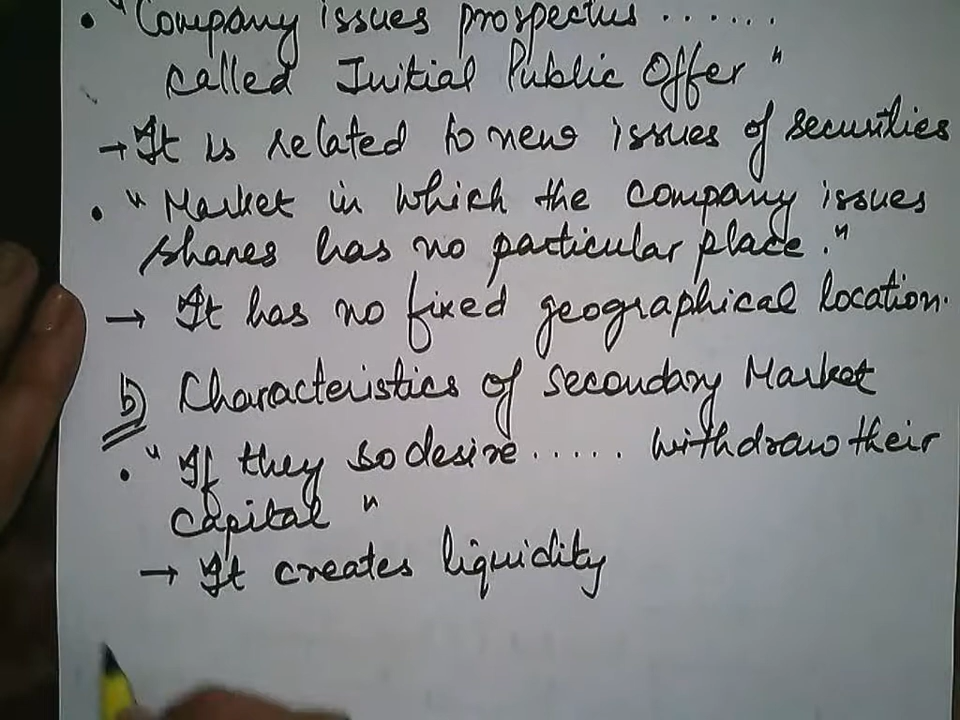 • "Company issues prospectus .......
called Initial Public Offer"
→ It is related to new issues of securities
• "Market in which the company issues
shares has no particular place."
→ It has no fixed geographical location.
b) Characteristics of secondary Market
• "If they so desire..... withdraw their
capital"
→ It creates liquidity